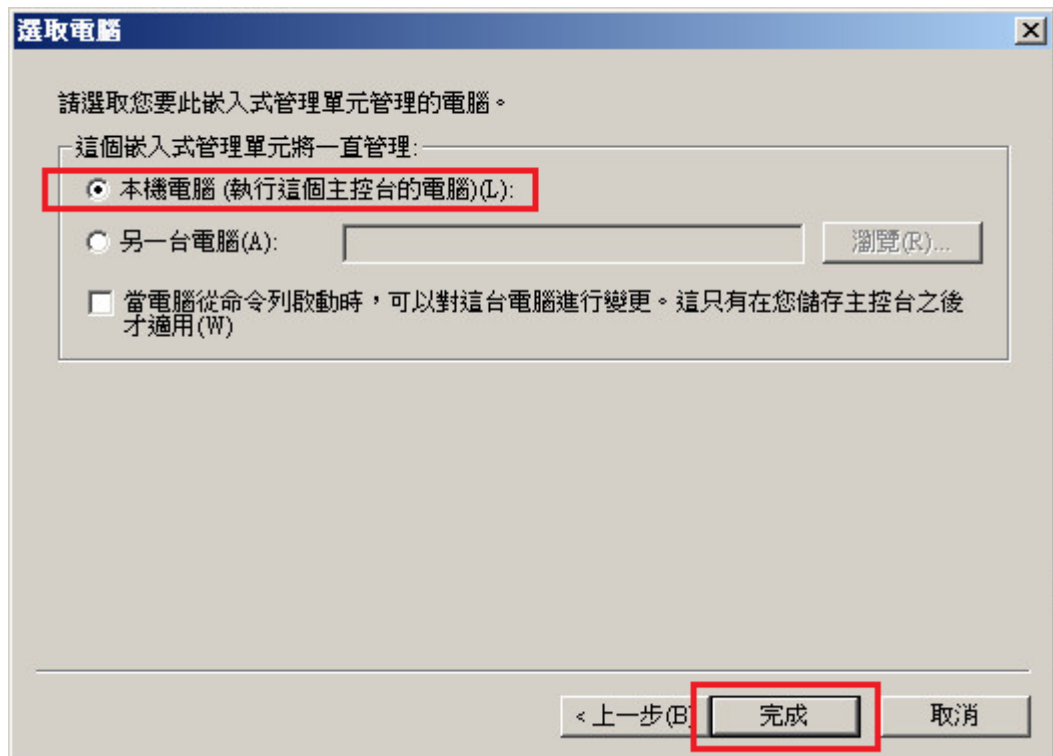 選取電腦
請選取您要此嵌入式管理單元管理的電腦。
這個嵌入式管理單元將一直管理:
本機電腦 (執行這個主控台的電腦)(L):
另一台電腦(A):
瀏覽(R)...
當電腦從命令列啟動時，可以對這台電腦進行變更。這只有在您儲存主控台之後
才適用(W)
< 上一步(B
完成
取消